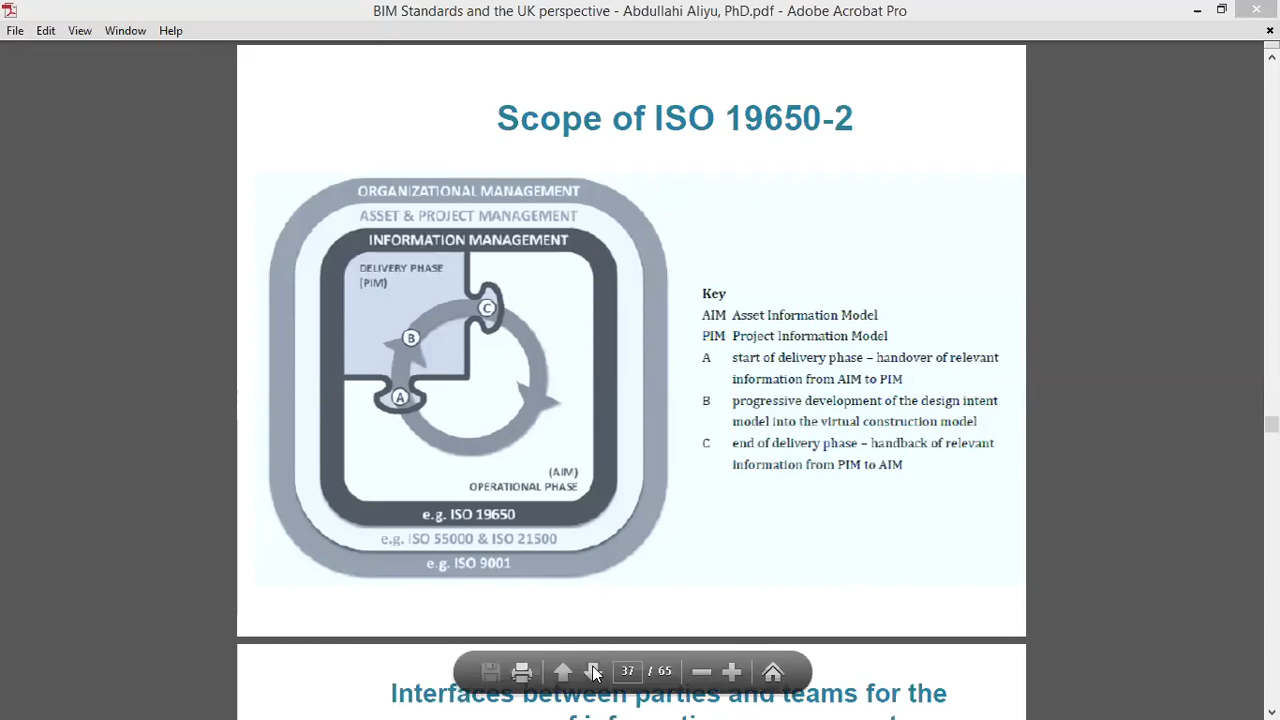 BIM Standards and the UK perspective - Abdullahi Aliyu, PhD.pdf - Adobe Acrobat Pro
File Edit View Window Help
Scope of ISO 19650-2
ORGANIZATIONAL MANAGEMENT
ASSET & PROJECT MANAGEMENT
INFORMATION MANAGEMENT
DELIVERY PHASE
(PIM)
C
B
A
(AIM)
OPERATIONAL PHASE
e.g. ISO 19650
e.g. ISO 55000 & ISO 21500
e.g. ISO 9001
Key
AIM Asset Information Model
PIM Project Information Model
A start of delivery phase – handover of relevant
information from AIM to PIM
B progressive development of the design intent
model into the virtual construction model
C end of delivery phase – handback of relevant
information from PIM to AIM
37 / 65
Interfaces between parties and teams for the